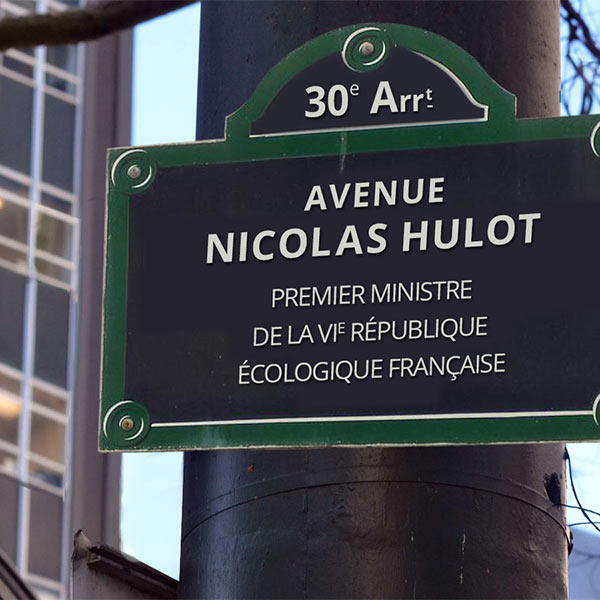 30e Arrt
AVENUE
NICOLAS HULOT
PREMIER MINISTRE
DE LA VIE RÉPUBLIQUE
ÉCOLOGIQUE FRANÇAISE